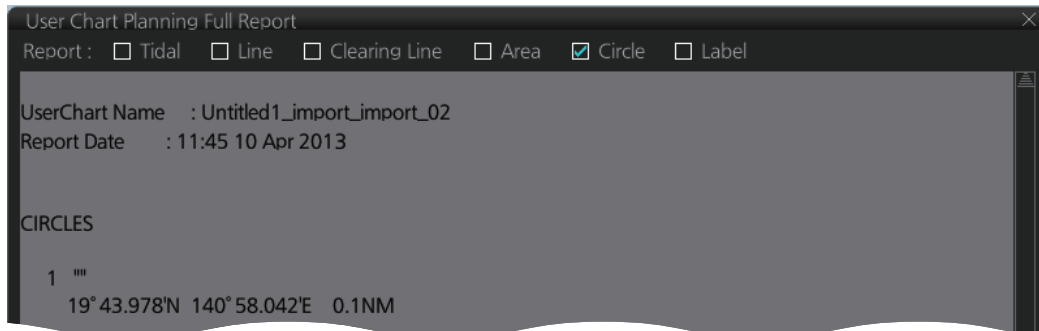 User Chart Planning Full Report
Report : Tidal Line Clearing Line Area Circle Label
UserChart Name : Untitled1_import_import_02
Report Date : 11:45 10 Apr 2013
CIRCLES
1 ""
19°43.978'N 140°58.042'E 0.1NM